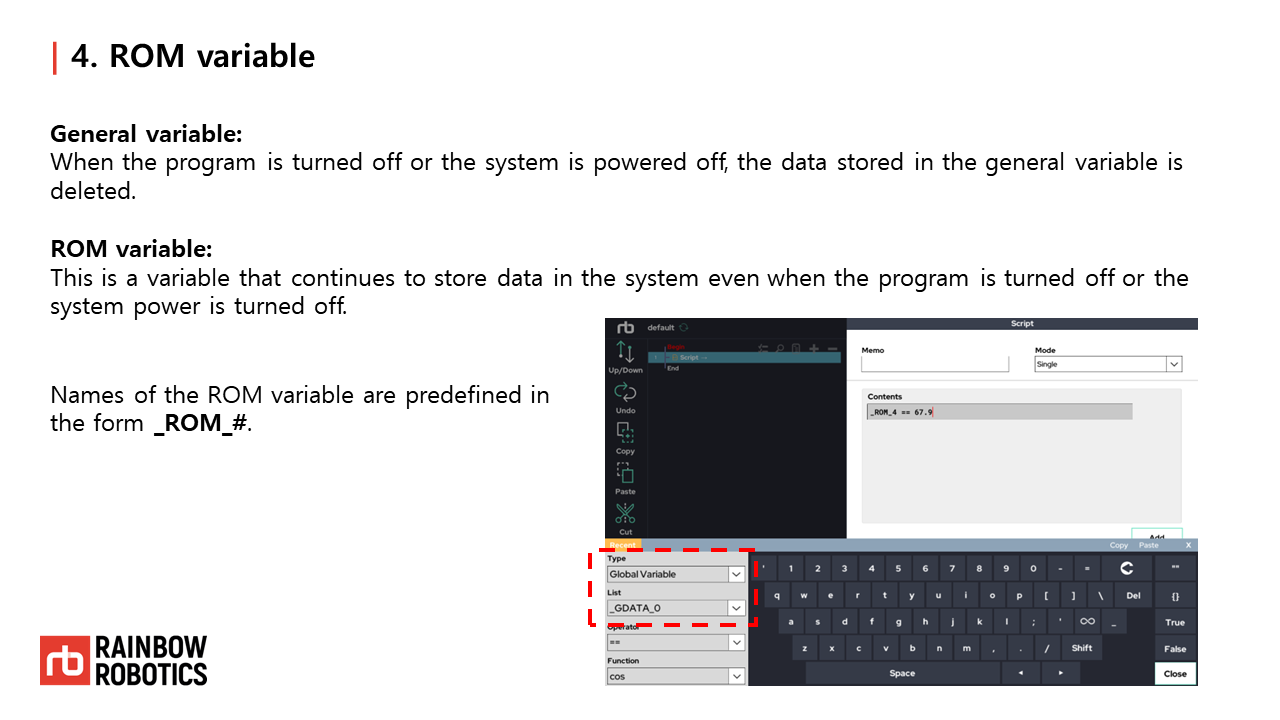 4. ROM variable
General variable:
When the program is turned off or the system is powered off, the data stored in the general variable is
deleted.
ROM variable:
This is a variable that continues to store data in the system even when the program is turned off or the
system power is turned off.
Names of the ROM variable are predefined in
the form _ROM_#.
rb default
Up/Down
Undo
Copy
Paste
Cut
Begin
Script
End
Script
Memo
Mode
Single
Contents
_ROM_4 == 67.9
Add
Recent
Copy Paste X
Type
Global Variable
List
_GDATA_0
Operator
==
Function
cos
' 1 2 3 4 5 6 7 8 9 0 - = ""
q w e r t y u i o p [ ] \ Del {}
a s d f g h j k l ; ' _ True
z x c v b n m , . / Shift False
Space Close
rb RAINBOW
ROBOTICS